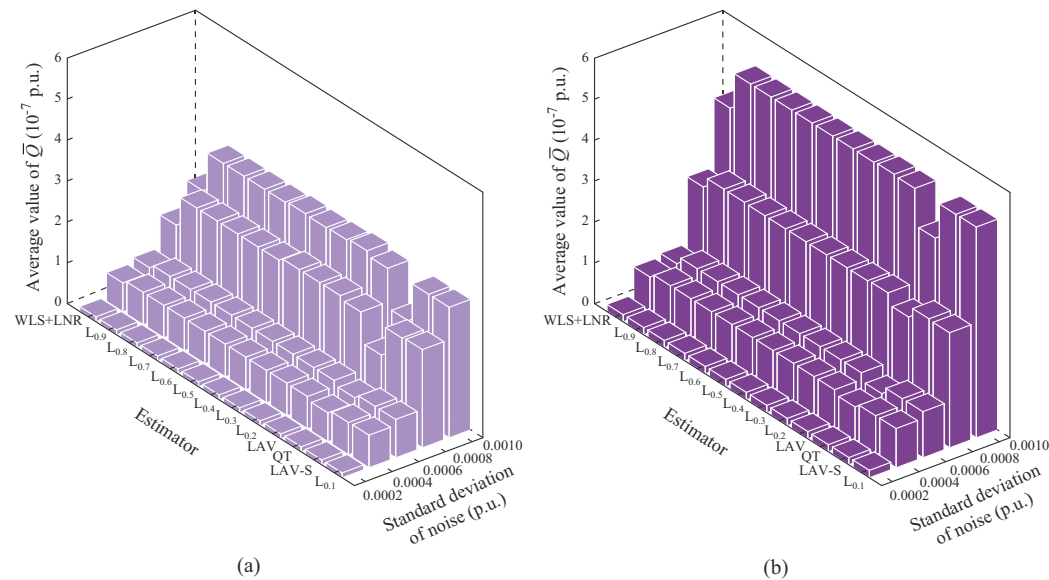 6
5
4
3
2
1
0
Average value of Q̅ (10⁻⁷ p.u.)
WLS+LNR
L₀.₉
L₀.₈
L₀.₇
L₀.₆
L₀.₅
L₀.₄
L₀.₃
L₀.₂
LAV
QT
LAV-S
L₀.₁
Estimator
0.0002
0.0004
0.0006
0.0008
0.0010
Standard deviation
of noise (p.u.)
(a)
6
5
4
3
2
1
0
Average value of Q̅ (10⁻⁷ p.u.)
WLS+LNR
L₀.₉
L₀.₈
L₀.₇
L₀.₆
L₀.₅
L₀.₄
L₀.₃
L₀.₂
LAV
QT
LAV-S
L₀.₁
Estimator
0.0002
0.0004
0.0006
0.0008
0.0010
Standard deviation
of noise (p.u.)
(b)